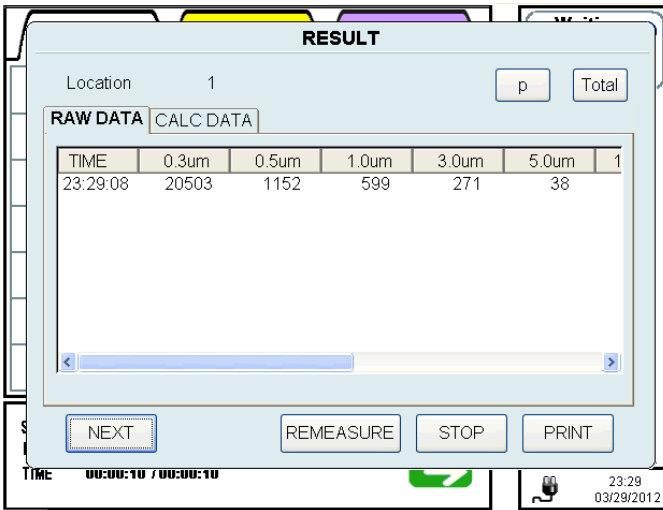 RESULT
Location 1 p Total
RAW DATA CALC DATA
TIME 0.3um 0.5um 1.0um 3.0um 5.0um 1
23:29:08 20503 1152 599 271 38
NEXT REMEASURE STOP PRINT
TIME 00:00:10 / 00:00:10
23:29
03/29/2012